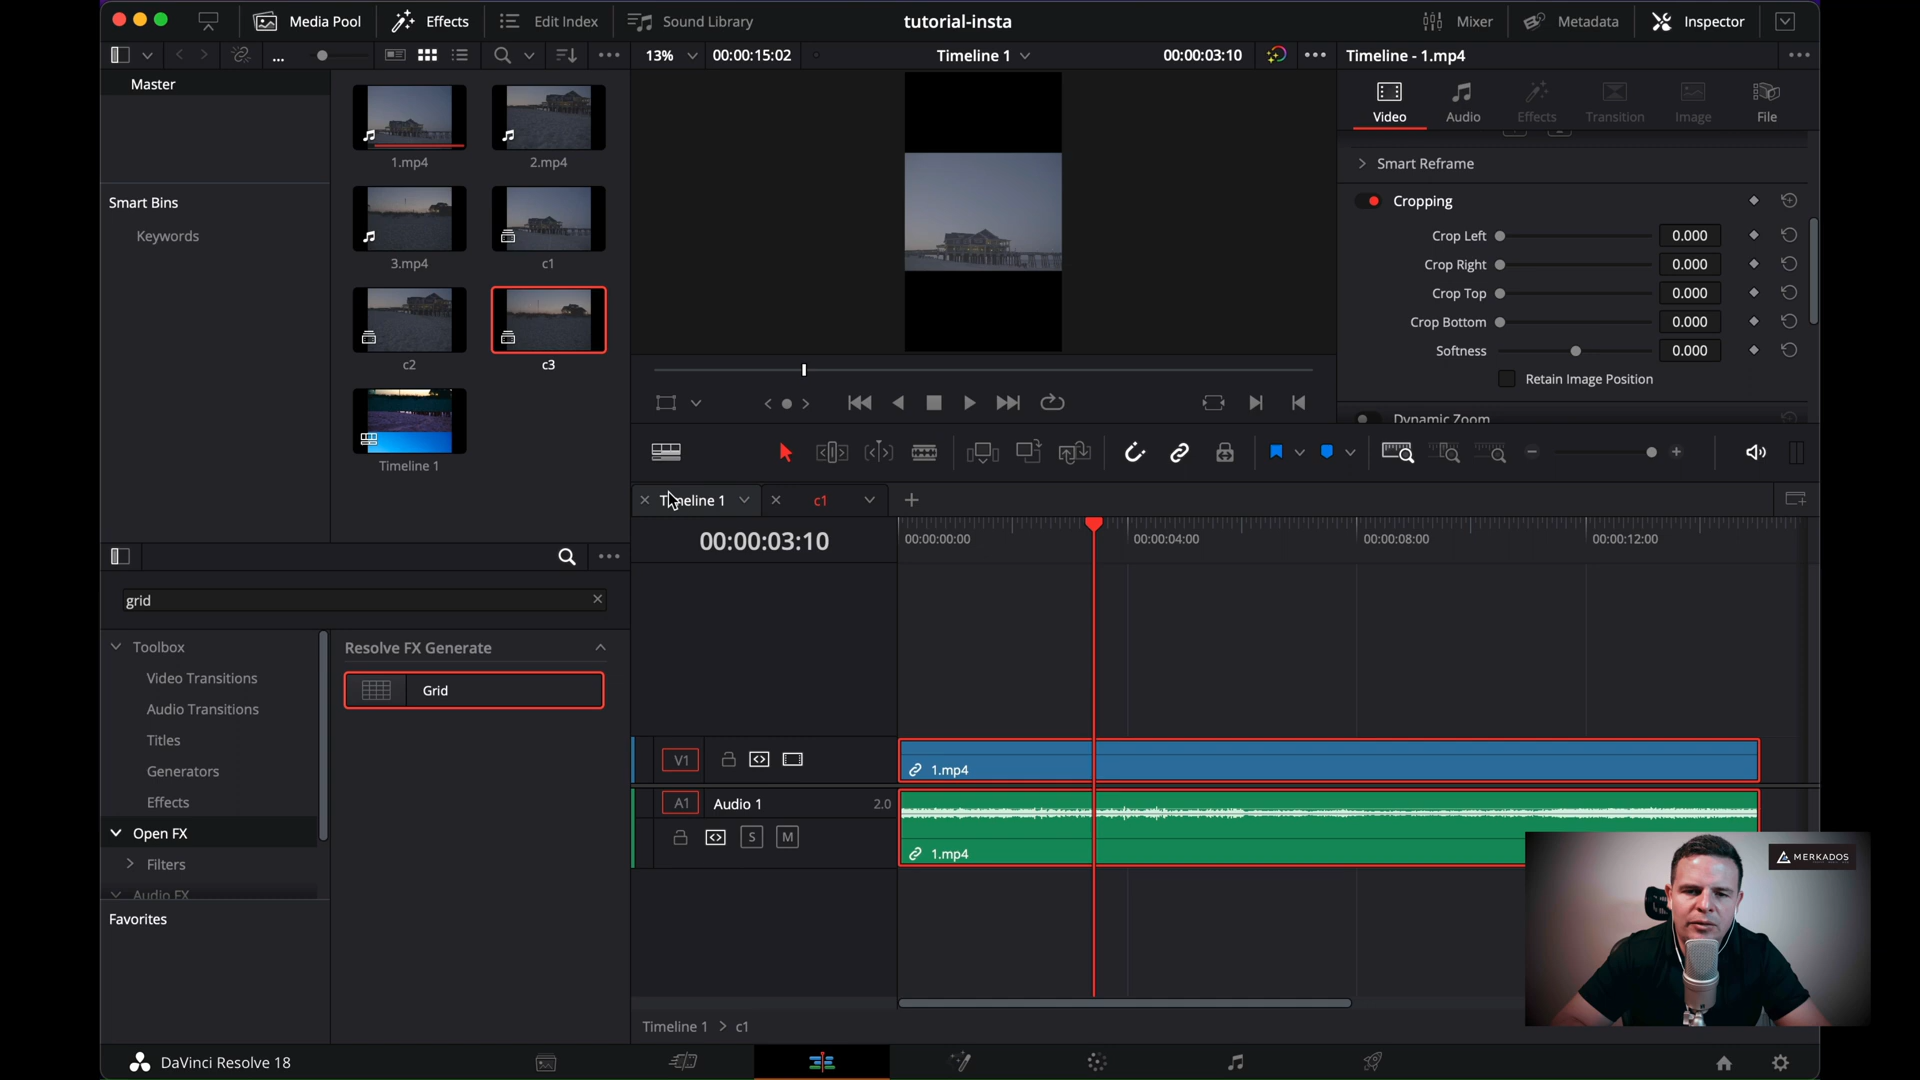 Media Pool
Effects
Edit Index
Sound Library
tutorial-insta
Mixer
Metadata
Inspector
...
13%
00:00:15:02
Timeline 1
00:00:03:10
Timeline - 1.mp4
Master
Video
Audio
Effects
Transition
Image
File
1.mp4
2.mp4
Smart Reframe
Smart Bins
Keywords
Cropping
Crop Left
0.000
Crop Right
0.000
Crop Top
0.000
Crop Bottom
0.000
Softness
0.000
Retain Image Position
Dynamic Zoom
3.mp4
c1
c2
c3
Timeline 1
Timeline 1
c1
00:00:03:10
00:00:00:00
00:00:04:00
00:00:08:00
00:00:12:00
grid
Toolbox
Video Transitions
Audio Transitions
Titles
Generators
Effects
Open FX
Filters
Audio FX
Favorites
Resolve FX Generate
Grid
V1
1.mp4
A1
Audio 1
2.0
S
M
1.mp4
MERKADOS
Timeline 1 > c1
DaVinci Resolve 18